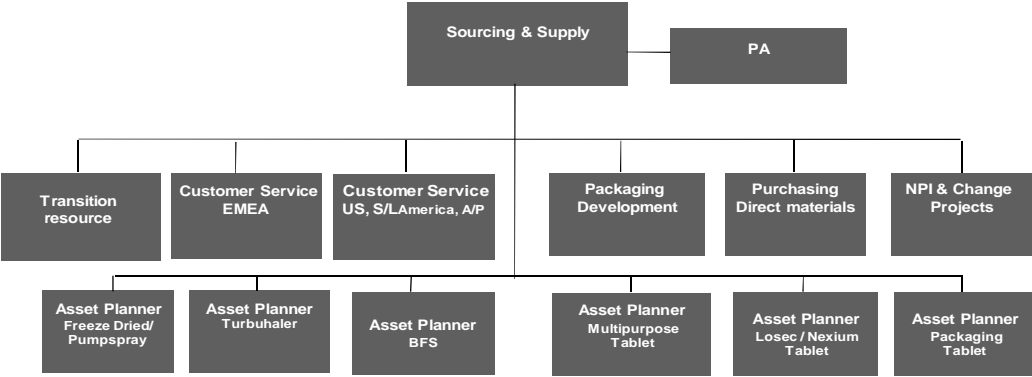 Sourcing & Supply
PA
Transition
resource
Customer Service
EMEA
Customer Service
US, S/LAmerica, A/P
Packaging
Development
Purchasing
Direct materials
NPI & Change
Projects
Asset Planner
Freeze Dried/
Pumpspray
Asset Planner
Turbuhaler
Asset Planner
BFS
Asset Planner
Multipurpose
Tablet
Asset Planner
Losec / Nexium
Tablet
Asset Planner
Packaging
Tablet